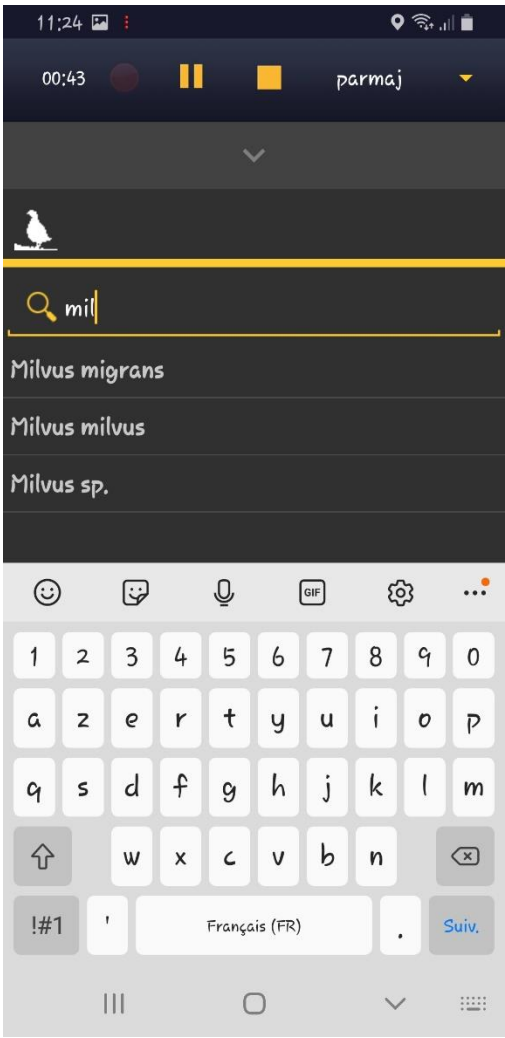 11:24
00:43 parmaj
mil
Milvus migrans
Milvus milvus
Milvus sp.
GIF
1 2 3 4 5 6 7 8 9 0
a z e r t y u i o p
q s d f g h j k l m
w x c v b n
!#1 ' Français (FR) . Suiv.